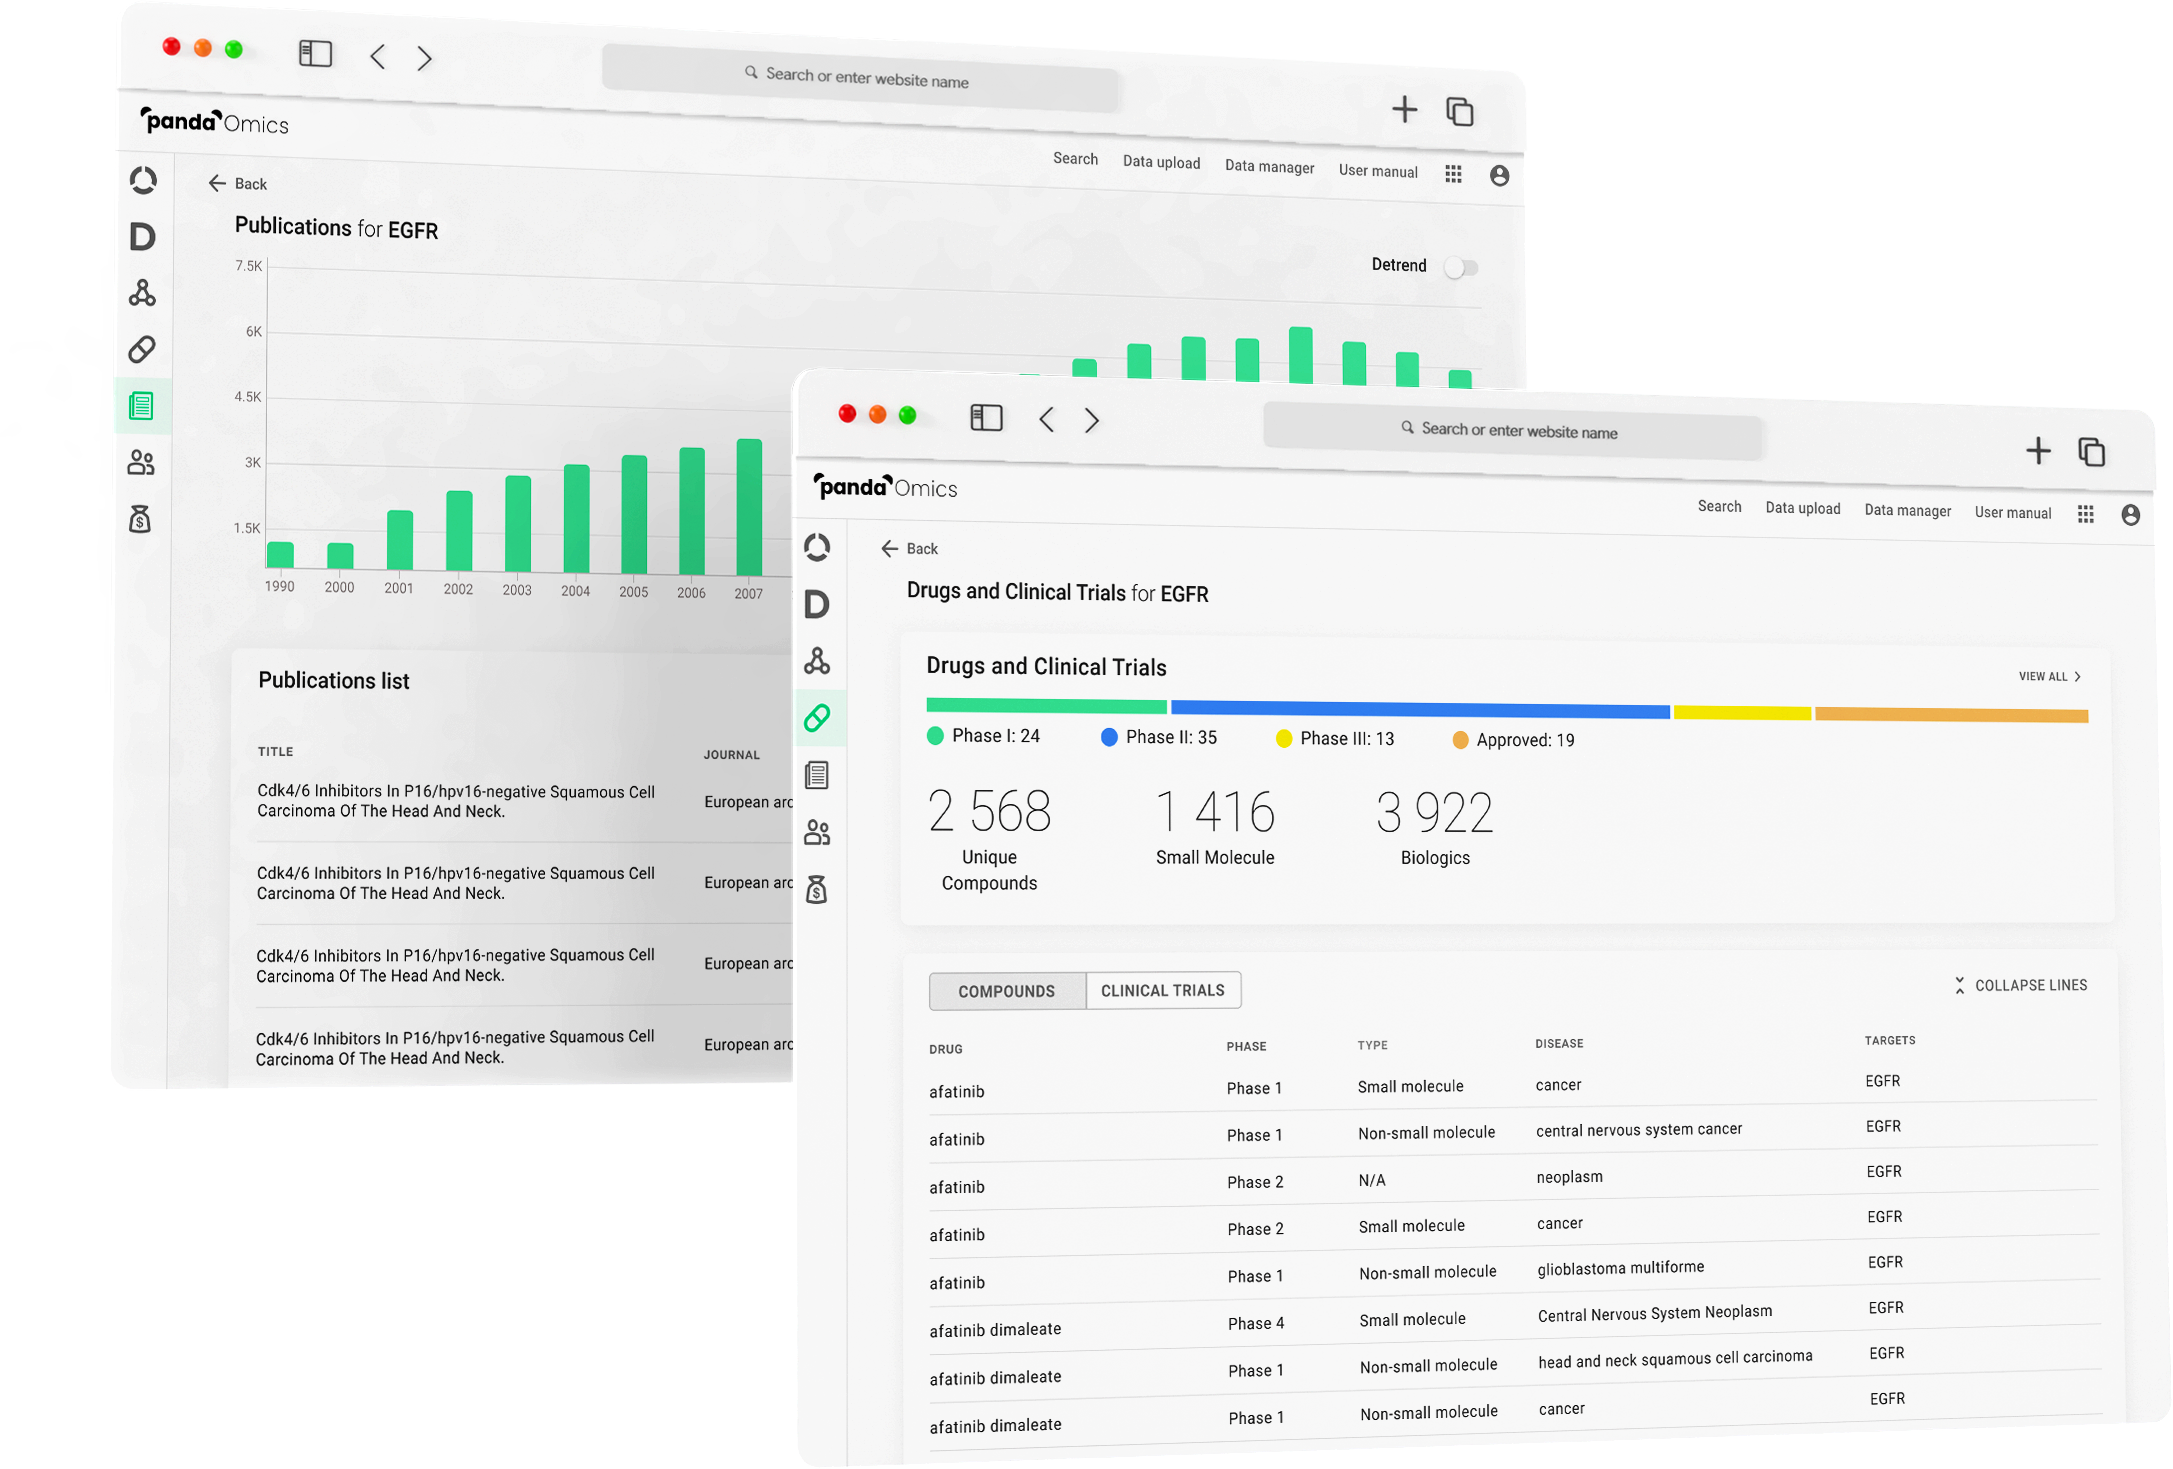 Search or enter website name
pandaOmics
Search Data upload Data manager User manual
Back
Publications for EGFR
Detrend
7.5K
6K
4.5K
3K
1.5K
1990 2000 2001 2002 2003 2004 2005 2006 2007
Publications list
TITLE JOURNAL
Cdk4/6 Inhibitors In P16/hpv16-negative Squamous Cell
Carcinoma Of The Head And Neck.
European arc
Cdk4/6 Inhibitors In P16/hpv16-negative Squamous Cell
Carcinoma Of The Head And Neck.
European arc
Cdk4/6 Inhibitors In P16/hpv16-negative Squamous Cell
Carcinoma Of The Head And Neck.
European arc
Cdk4/6 Inhibitors In P16/hpv16-negative Squamous Cell
Carcinoma Of The Head And Neck.
European arc
Search or enter website name
pandaOmics
Search Data upload Data manager User manual
Back
Drugs and Clinical Trials for EGFR
Drugs and Clinical Trials
VIEW ALL
Phase I: 24 Phase II: 35 Phase III: 13 Approved: 19
2 568 1 416 3 922
Unique Small Molecule Biologics
Compounds
COMPOUNDS CLINICAL TRIALS COLLAPSE LINES
DRUG PHASE TYPE DISEASE TARGETS
afatinib Phase 1 Small molecule cancer EGFR
afatinib Phase 1 Non-small molecule central nervous system cancer EGFR
afatinib Phase 2 N/A neoplasm EGFR
afatinib Phase 2 Small molecule cancer EGFR
afatinib Phase 1 Non-small molecule glioblastoma multiforme EGFR
afatinib dimaleate Phase 4 Small molecule Central Nervous System Neoplasm EGFR
afatinib dimaleate Phase 1 Non-small molecule head and neck squamous cell carcinoma EGFR
afatinib dimaleate Phase 1 Non-small molecule cancer EGFR